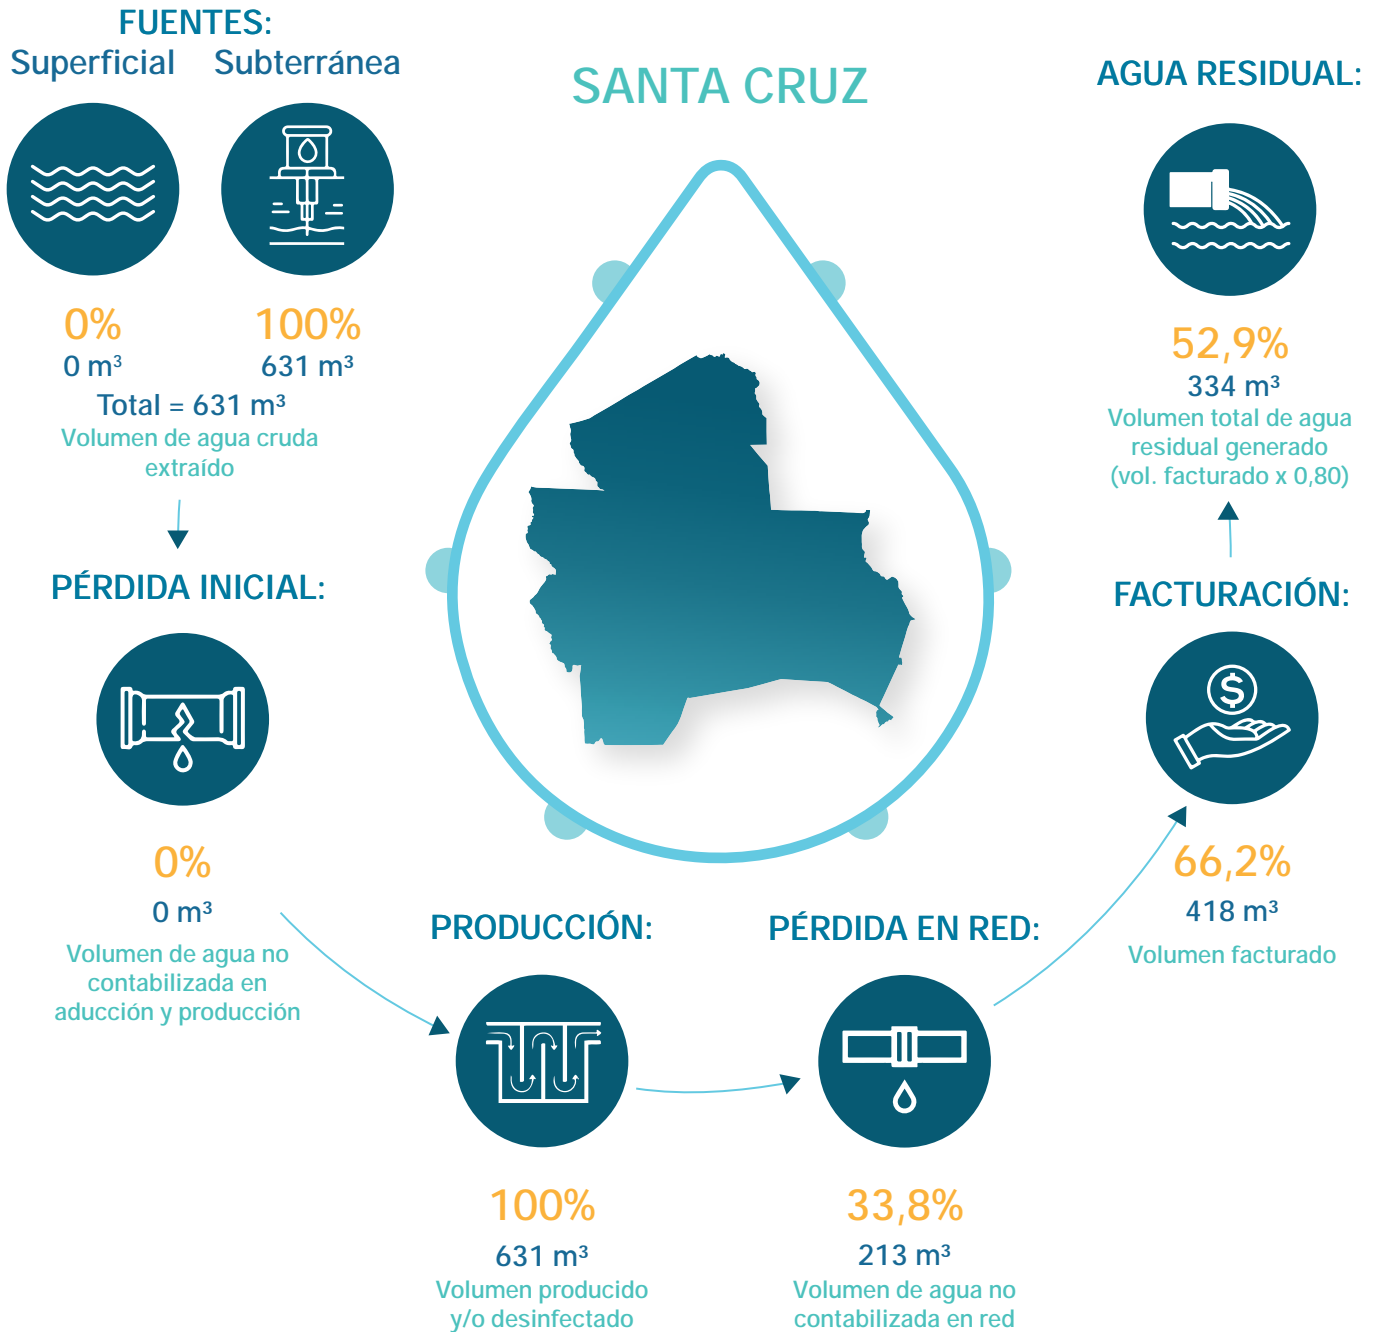 FUENTES:
Superficial
Subterránea
0%
0 m³
100%
631 m³
Total = 631 m³
Volumen de agua cruda
extraído
PÉRDIDA INICIAL:
0%
0 m³
Volumen de agua no
contabilizada en
aducción y producción
SANTA CRUZ
PRODUCCIÓN:
100%
631 m³
Volumen producido
y/o desinfectado
PÉRDIDA EN RED:
33,8%
213 m³
Volumen de agua no
contabilizada en red
FACTURACIÓN:
$
66,2%
418 m³
Volumen facturado
AGUA RESIDUAL:
52,9%
334 m³
Volumen total de agua
residual generado
(vol. facturado x 0,80)